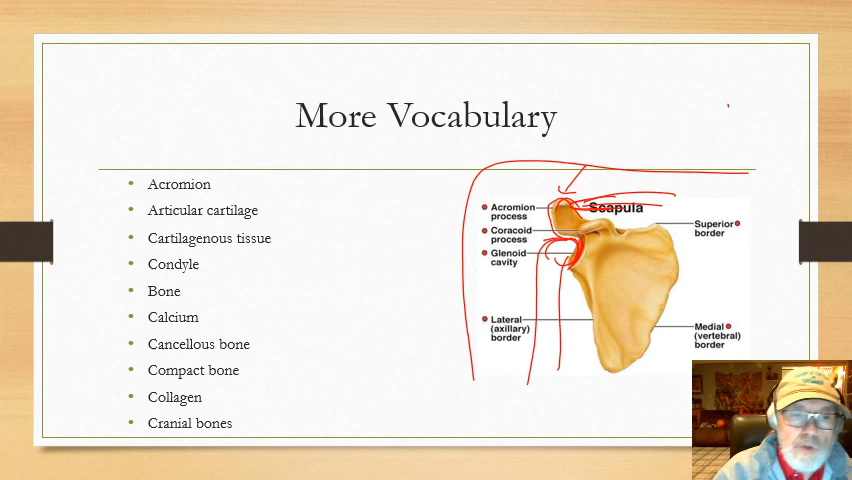 More Vocabulary
• Acromion
• Articular cartilage
• Cartilagenous tissue
• Condyle
• Bone
• Calcium
• Cancellous bone
• Compact bone
• Collagen
• Cranial bones
Scapula
Acromion
process
Coracoid
process
Glenoid
cavity
Lateral
(axillary)
border
Superior
border
Medial
(vertebral)
border